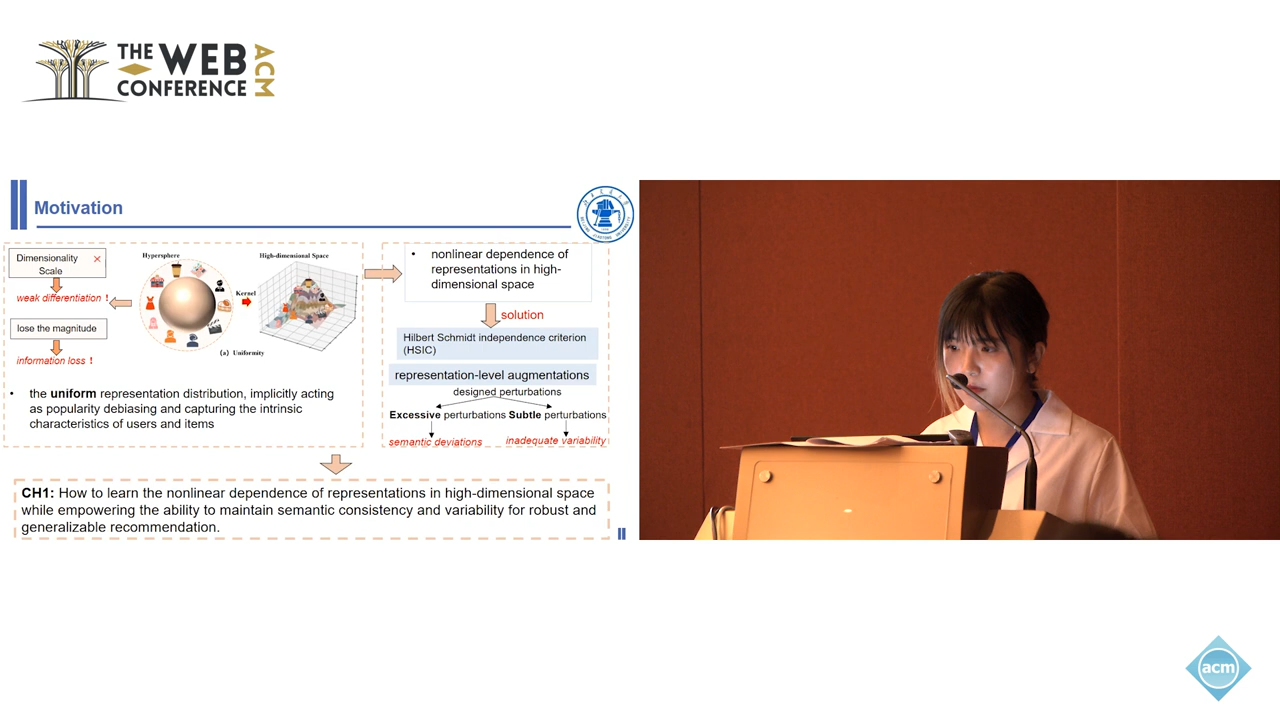 THE WEB
CONFERENCE
ACM
Motivation
Dimensionality
Scale
weak differentiation !
lose the magnitude
information loss !
Hypersphere
High-dimensional Space
Kernel
(a) Uniformity
• the uniform representation distribution, implicitly acting
as popularity debiasing and capturing the intrinsic
characteristics of users and items
• nonlinear dependence of
representations in high-
dimensional space
solution
Hilbert Schmidt independence criterion
(HSIC)
representation-level augmentations
designed perturbations
Excessive perturbations Subtle perturbations
semantic deviations
inadequate variability
CH1: How to learn the nonlinear dependence of representations in high-dimensional space
while empowering the ability to maintain semantic consistency and variability for robust and
generalizable recommendation.
acm